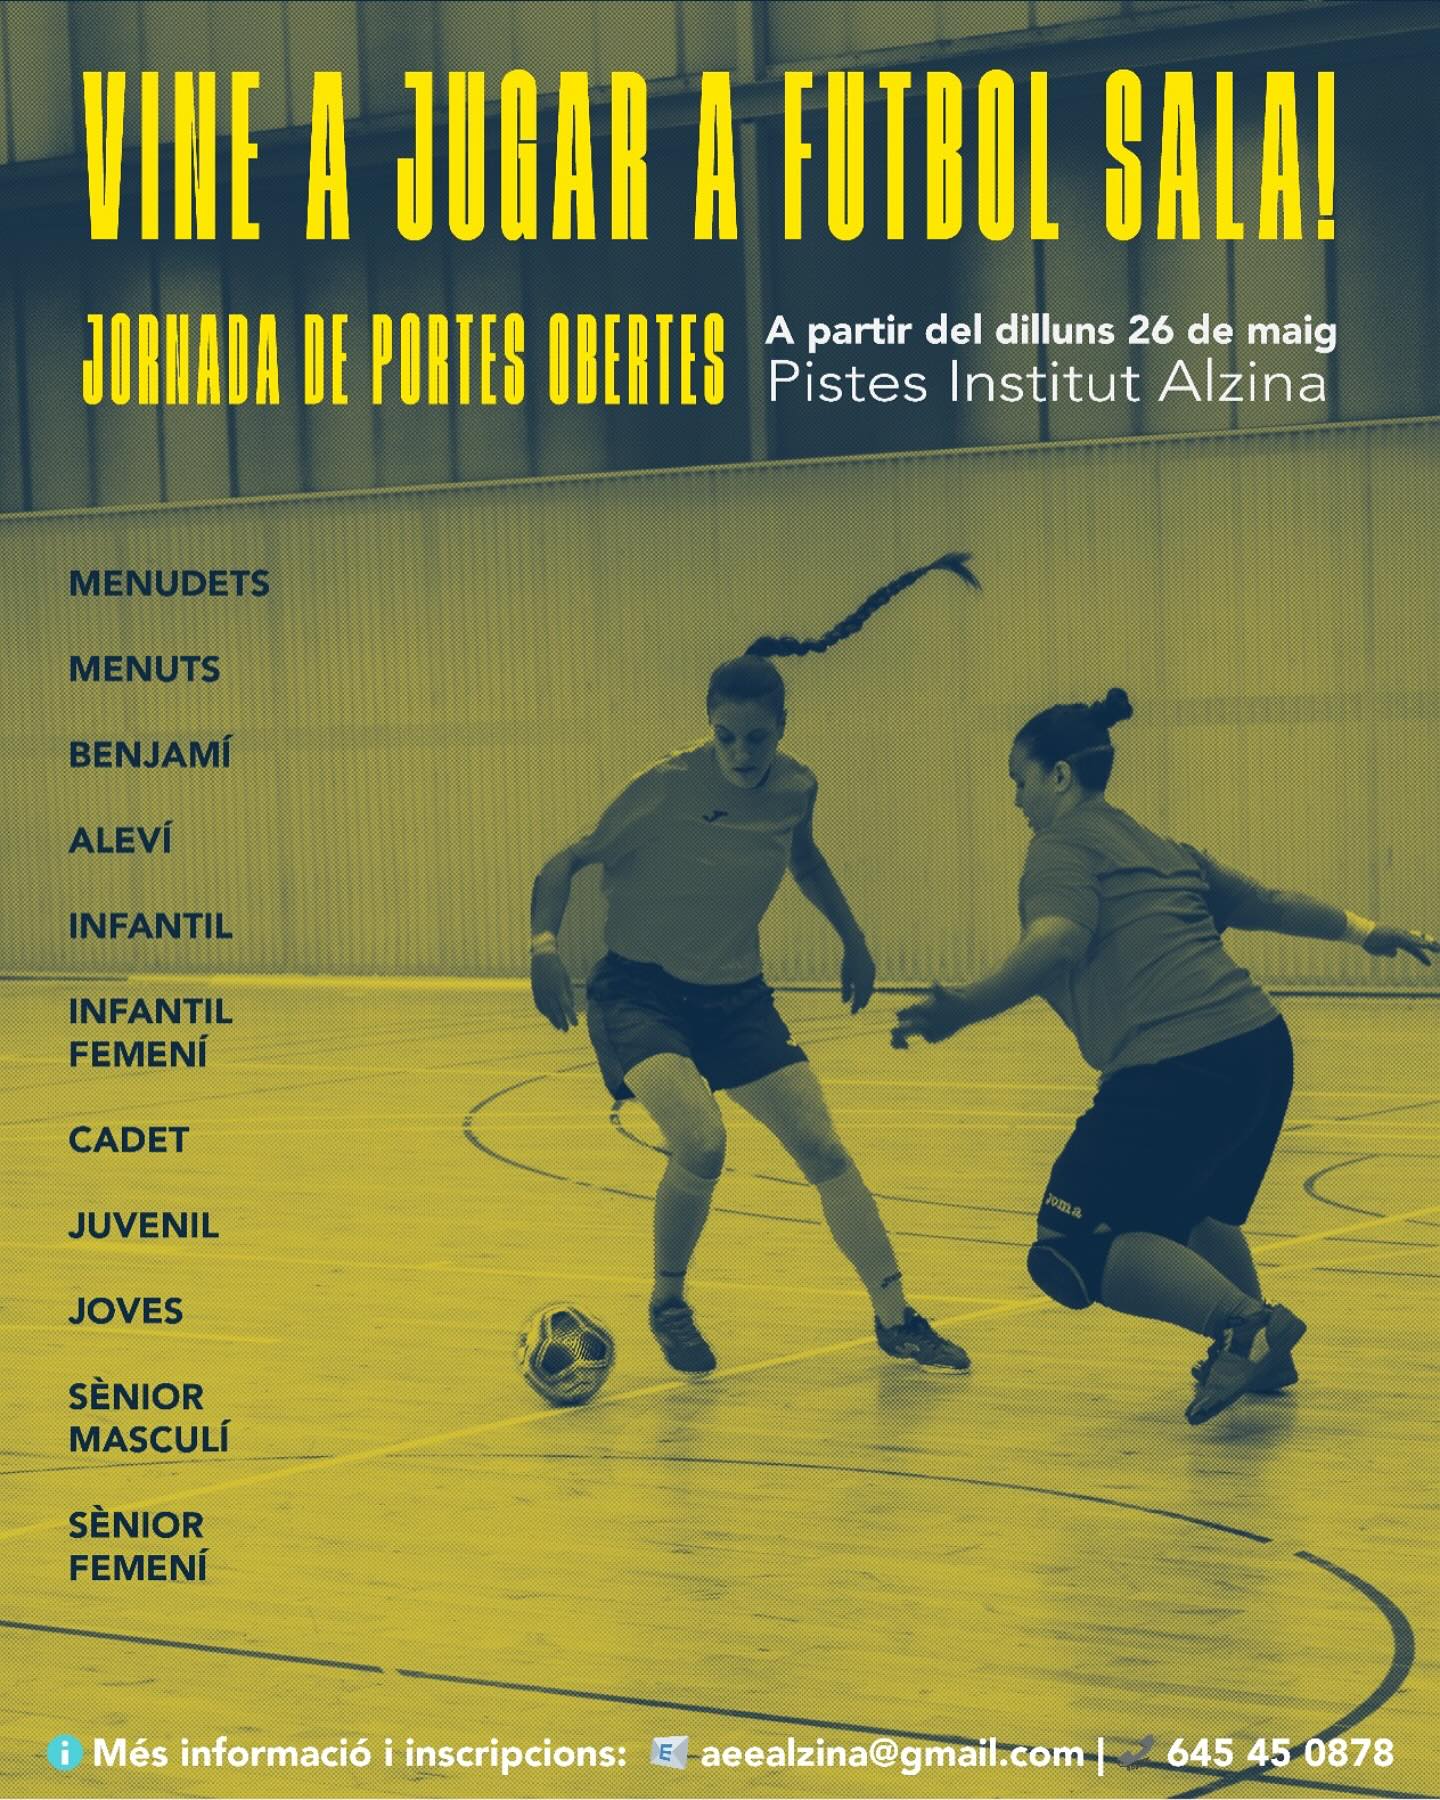 VINE A JUGAR A FUTBOL SALA!
JORNADA DE PORTES OBERTES
A partir del dilluns 26 de maig
Pistes Institut Alzina
MENUDETS
MENUTS
BENJAMÍ
ALEVÍ
INFANTIL
INFANTIL
FEMENÍ
CADET
JUVENIL
JOVES
SÈNIOR
MASCULÍ
SÈNIOR
FEMENÍ
joma
Més informació i inscripcions: aeealzina@gmail.com | 645 45 0878